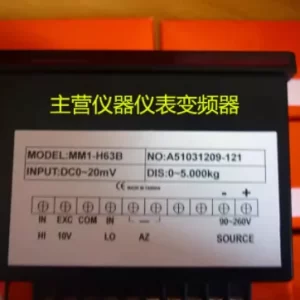 主营仪器仪表变频器
MODEL:MM1-H63B NO:A51031209-121
INPUT:DC0~20mV DIS:0~5.000kg
CE MADE IN TAIWAN
- +
IN EXC COM IN 90~260V
HI 10V LO AZ SOURCE